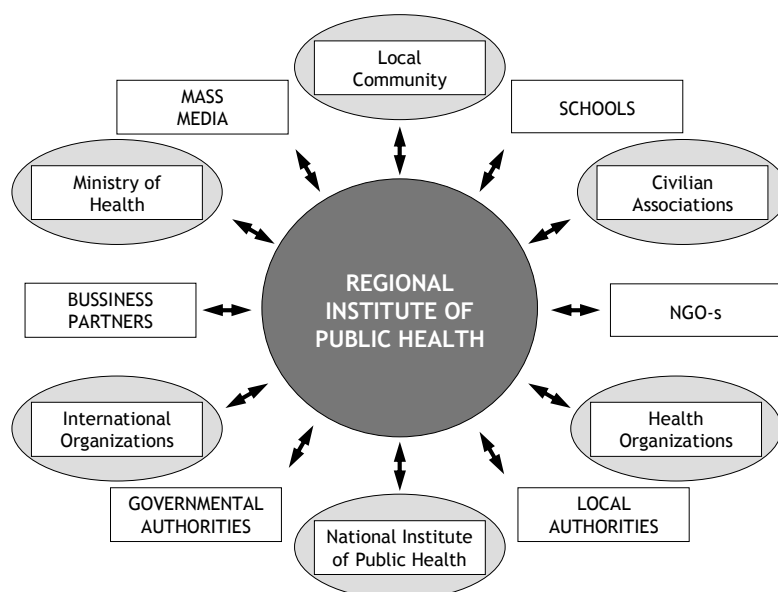 Local
Community
MASS
MEDIA
SCHOOLS
Ministry of
Health
Civilian
Associations
REGIONAL
INSTITUTE OF
PUBLIC HEALTH
BUSSINESS
PARTNERS
NGO-s
International
Organizations
Health
Organizations
GOVERNMENTAL
AUTHORITIES
LOCAL
AUTHORITIES
National Institute
of Public Health